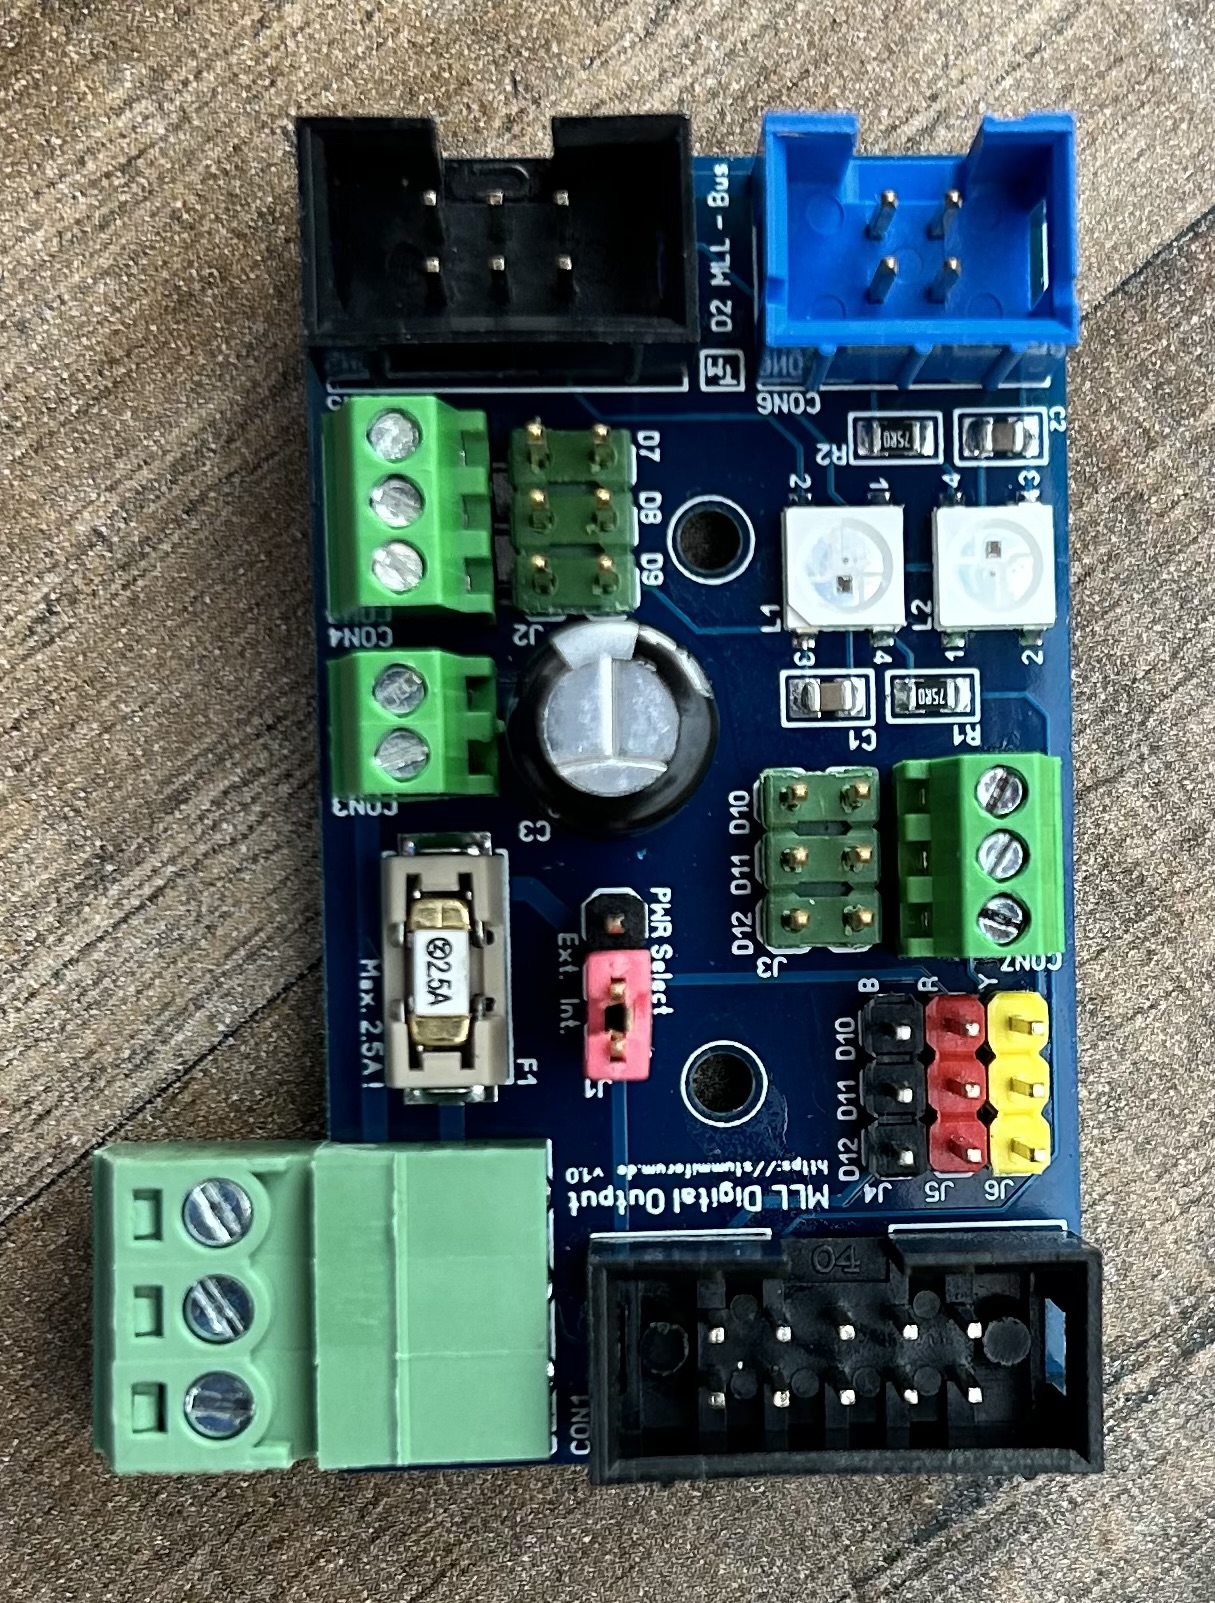 D2 MLL - Bus
CON6
C2
R2
75R0
D7
D8
D9
2
1
4
3
L1
L2
CON4
J2
3
4
1
2
75R0
C1
R1
CON3
C3
D10
D11
D12
J3
CON7
2.5A
Max. 2.5A!
F1
PWR Select
Ext. Int.
J1
B
R
Y
D10
D11
D12
J4
J5
J6
MLL Digital Output
https://stummiforum.de v1.0
04
CON1